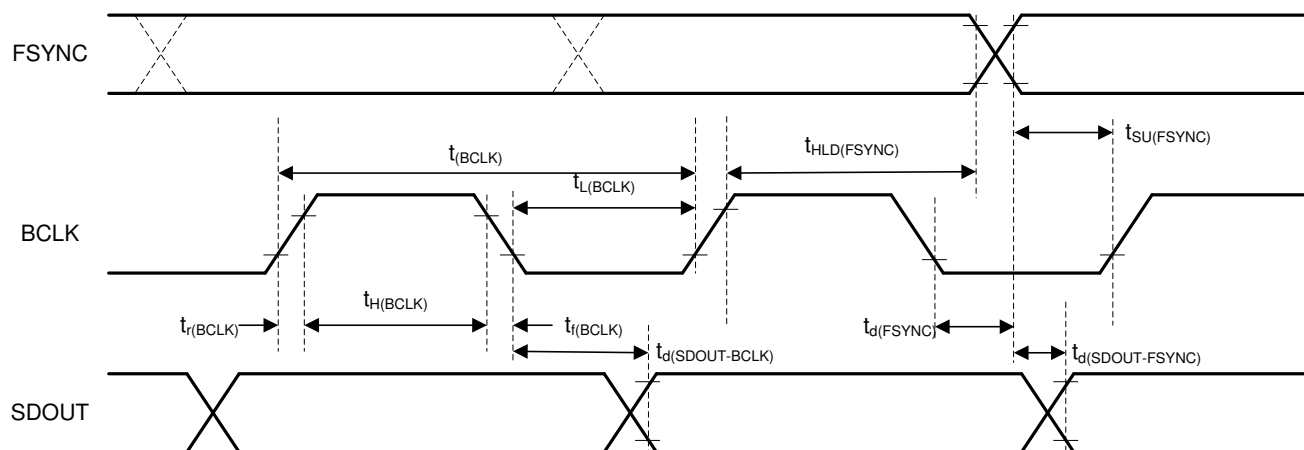 FSYNC
t(BCLK)
tHLD(FSYNC)
tSU(FSYNC)
tL(BCLK)
BCLK
tH(BCLK)
tr(BCLK)
tf(BCLK)
td(FSYNC)
td(SDOUT-BCLK)
td(SDOUT-FSYNC)
SDOUT